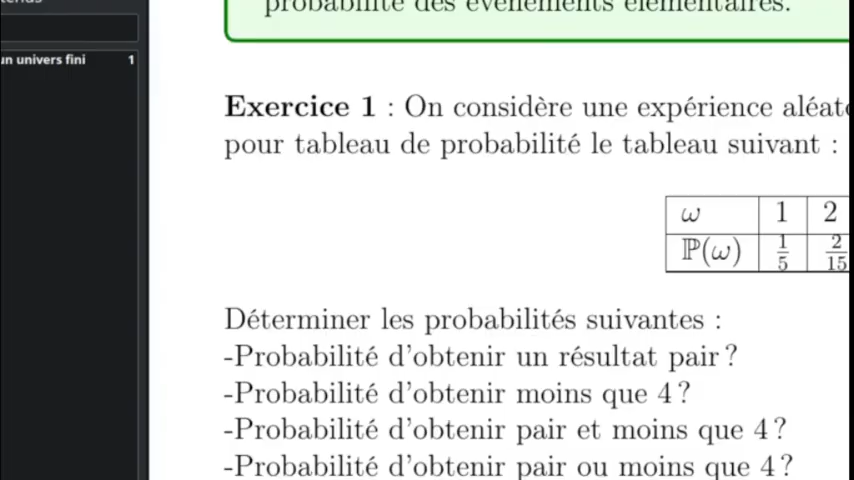 un univers fini 1
probabilité des évènements élémentaires.
Exercice 1 : On considère une expérience
pour tableau de probabilité le tableau suivant :
ω 1 2
ℙ(ω) 1/5 2/15
Déterminer les probabilités suivantes :
-Probabilité d'obtenir un résultat pair ?
-Probabilité d'obtenir moins que 4 ?
-Probabilité d'obtenir pair et moins que 4 ?
-Probabilité d'obtenir pair ou moins que 4 ?